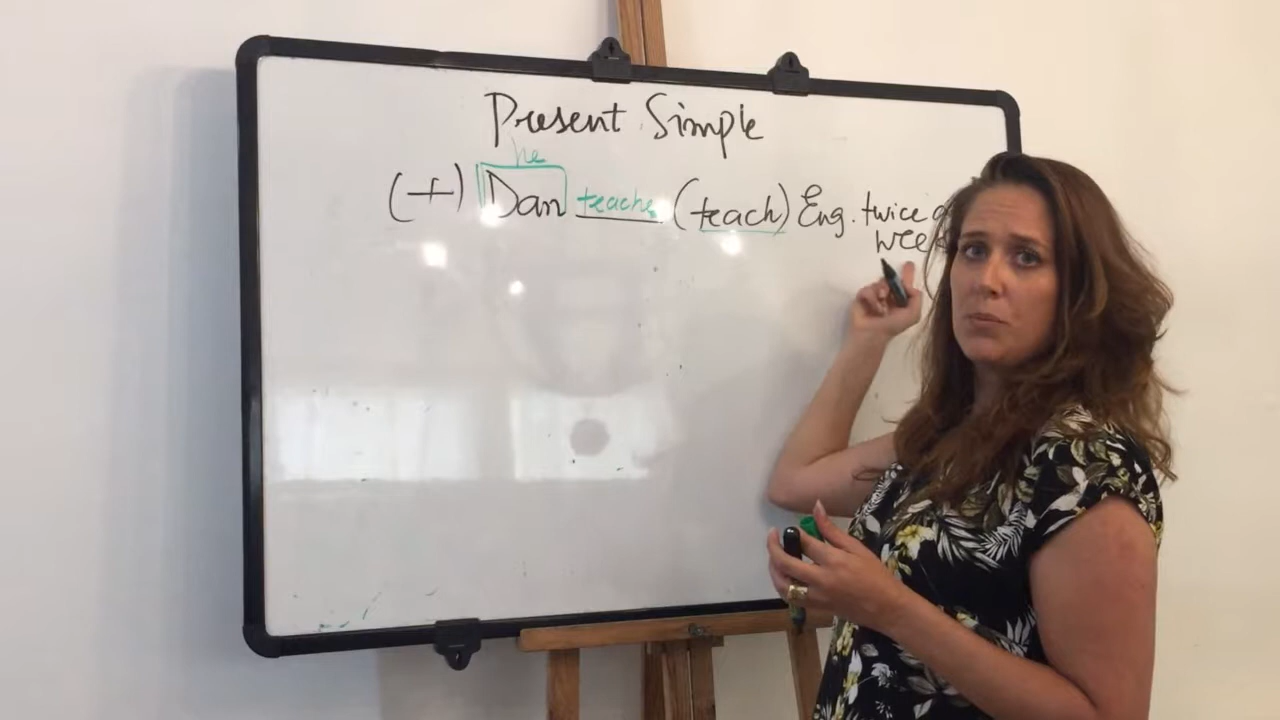 Present Simple
he
(+) Dan teaches (teach) Eng. twice a
week